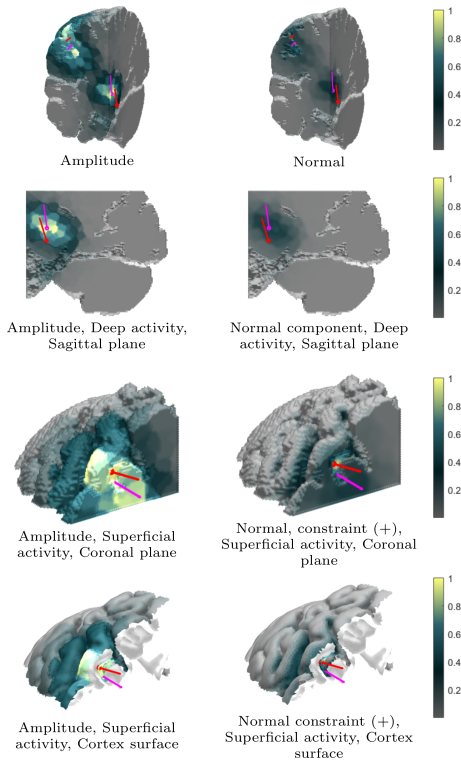 1
0.8
0.6
0.4
0.2
Amplitude
Normal
1
0.8
0.6
0.4
0.2
Amplitude, Deep activity,
Sagittal plane
Normal component, Deep
activity, Sagittal plane
1
0.8
0.6
0.4
0.2
Amplitude, Superficial
activity, Coronal plane
Normal, constraint (+),
Superficial activity, Coronal
plane
1
0.8
0.6
0.4
0.2
Amplitude, Superficial
activity, Cortex surface
Normal constraint (+),
Superficial activity, Cortex
surface